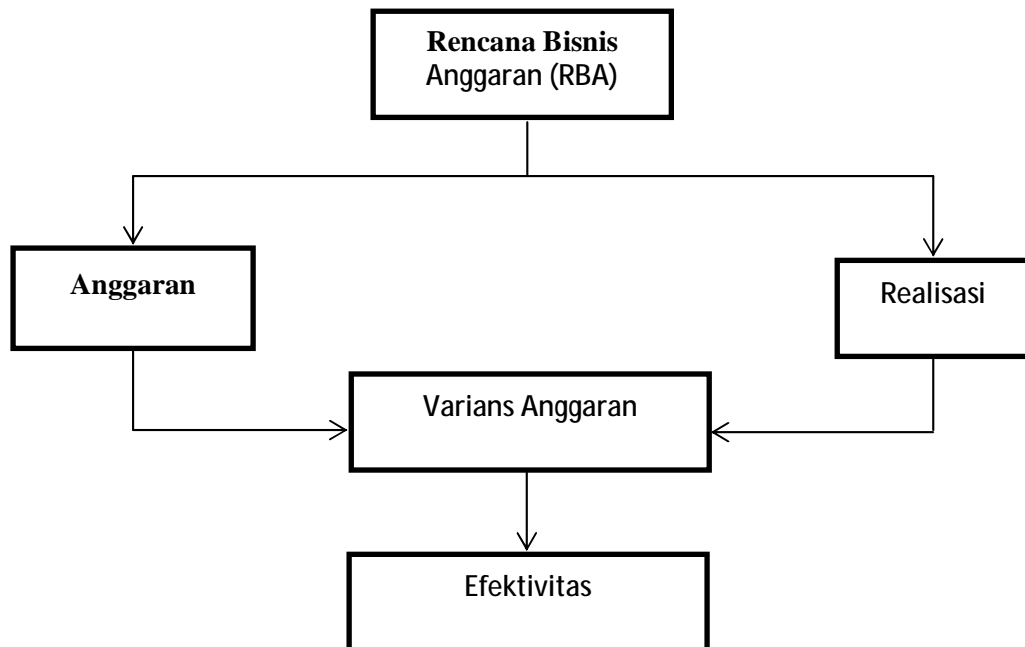 Rencana Bisnis
Anggaran (RBA)
Anggaran
Realisasi
Varians Anggaran
Efektivitas